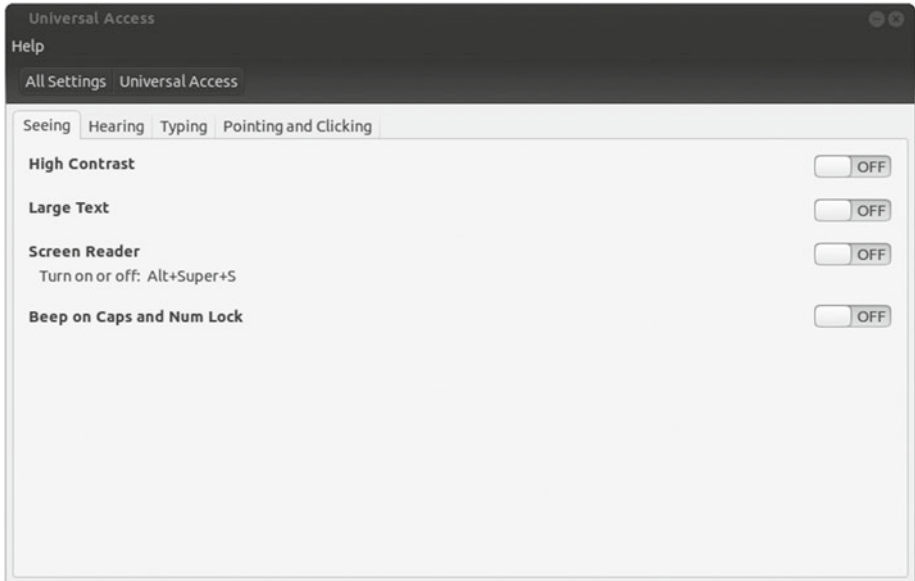 Universal Access
Help
All Settings Universal Access
Seeing Hearing Typing Pointing and Clicking
High Contrast OFF
Large Text OFF
Screen Reader OFF
Turn on or off: Alt+Super+S
Beep on Caps and Num Lock OFF